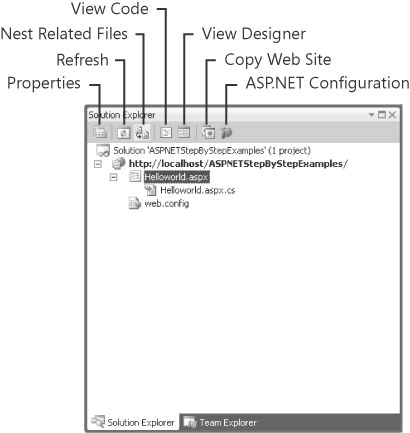 View Code
Nest Related Files
View Designer
Refresh
Copy Web Site
Properties
ASP.NET Configuration
Solution Explorer
Solution 'ASPNETStepByStepExamples' (1 project)
http://localhost/ASPNETStepByStepExamples/
Helloworld.aspx
Helloworld.aspx.cs
web.config
Solution Explorer
Team Explorer